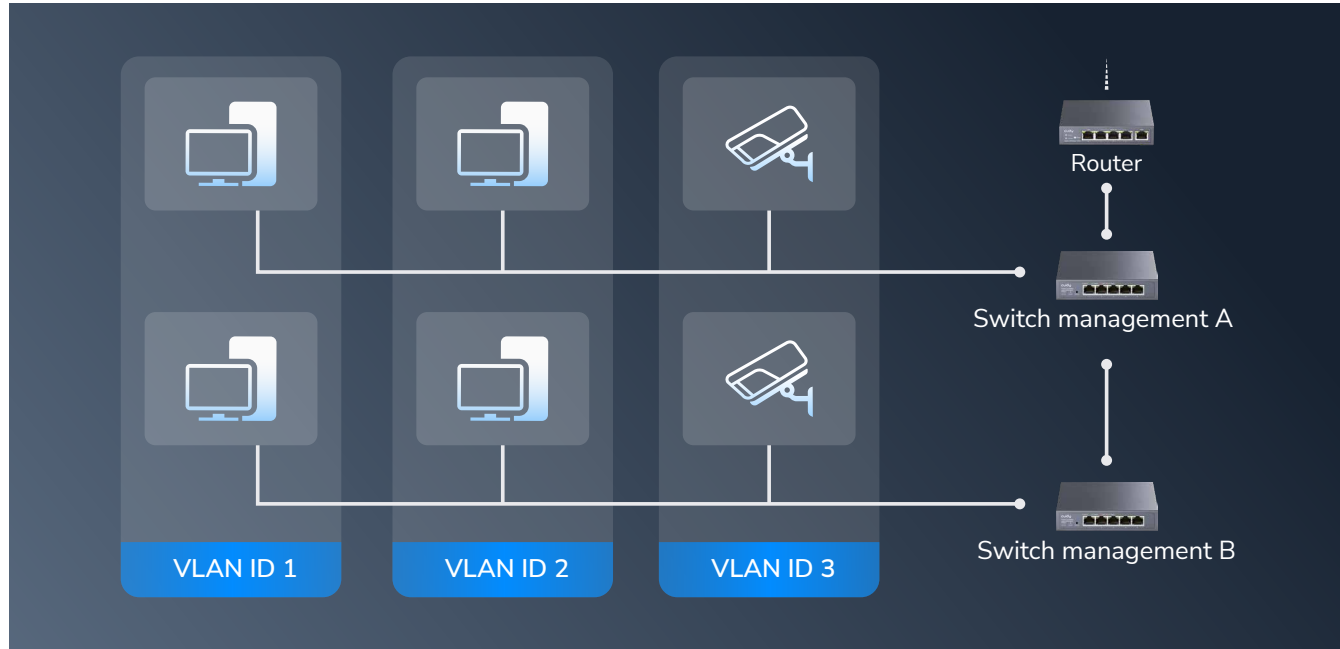 Router
Switch management A
Switch management B
VLAN ID 1
VLAN ID 2
VLAN ID 3